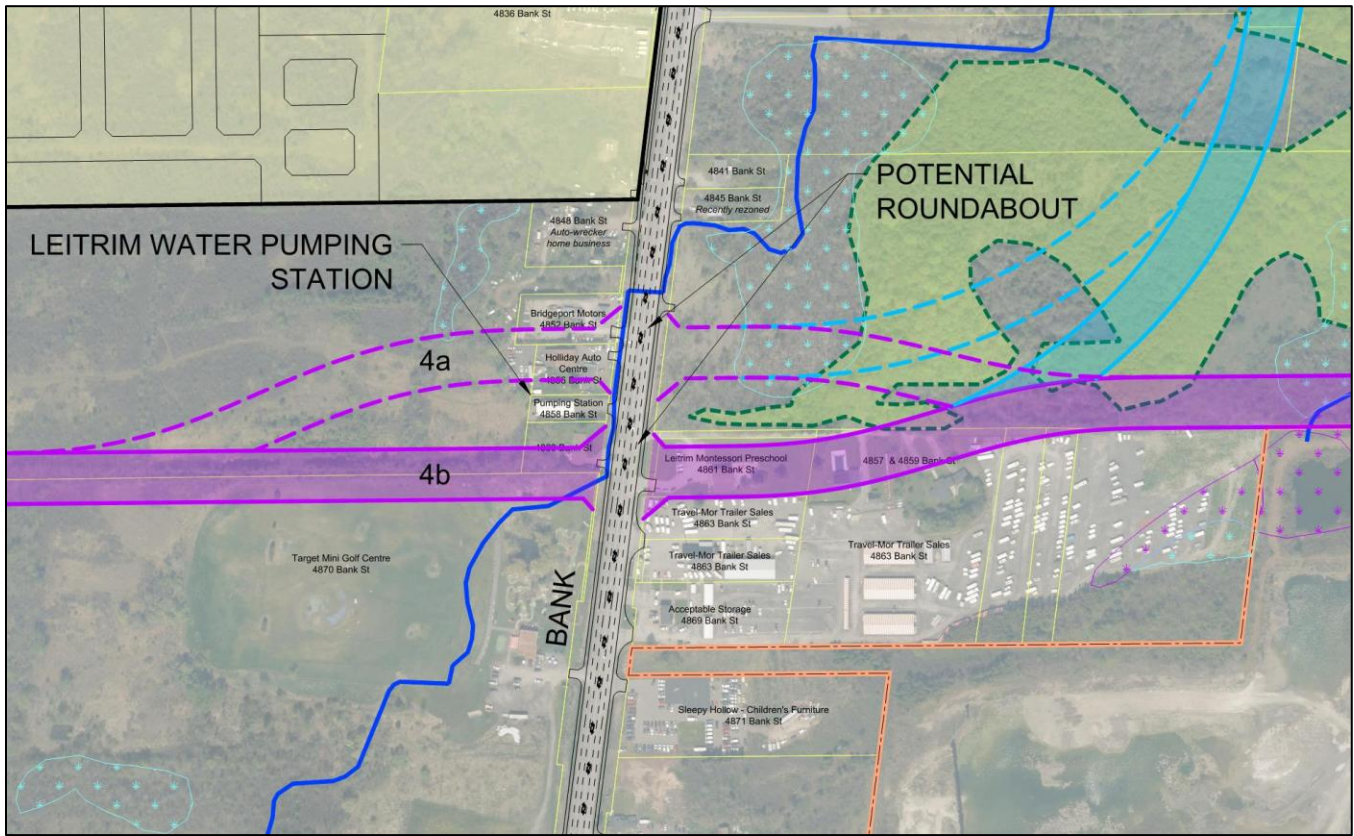 4836 Bank St
POTENTIAL
ROUNDABOUT
4841 Bank St
4845 Bank St
Recently rezoned
4848 Bank St
Auto-wrecker
home business
LEITRIM WATER PUMPING
STATION
Bridgeport Motors
4852 Bank St
4a
Holliday Auto
Centre
4856 Bank St
Pumping Station
4858 Bank St
Bank St
4b
Leitrim Montessori Preschool
4861 Bank St
4857 & 4859 Bank St
Travel-Mor Trailer Sales
4863 Bank St
Travel-Mor Trailer Sales
4863 Bank St
Travel-Mor Trailer Sales
4863 Bank St
Target Mini Golf Centre
4870 Bank St
BANK
Acceptable Storage
4869 Bank St
Sleepy Hollow - Children's Furniture
4871 Bank St